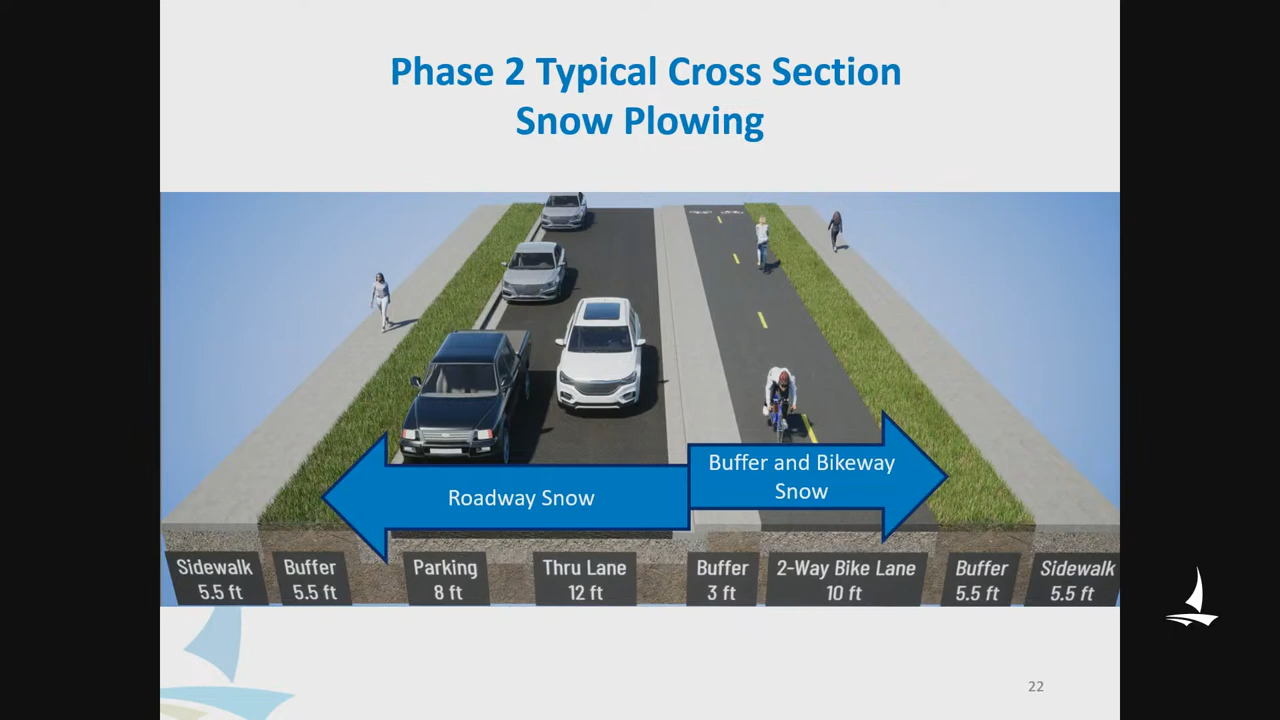 Phase 2 Typical Cross Section
Snow Plowing
Roadway Snow
Buffer and Bikeway
Snow
Sidewalk
5.5 ft
Buffer
5.5 ft
Parking
8 ft
Thru Lane
12 ft
Buffer
3 ft
2-Way Bike Lane
10 ft
Buffer
5.5 ft
Sidewalk
5.5 ft
22